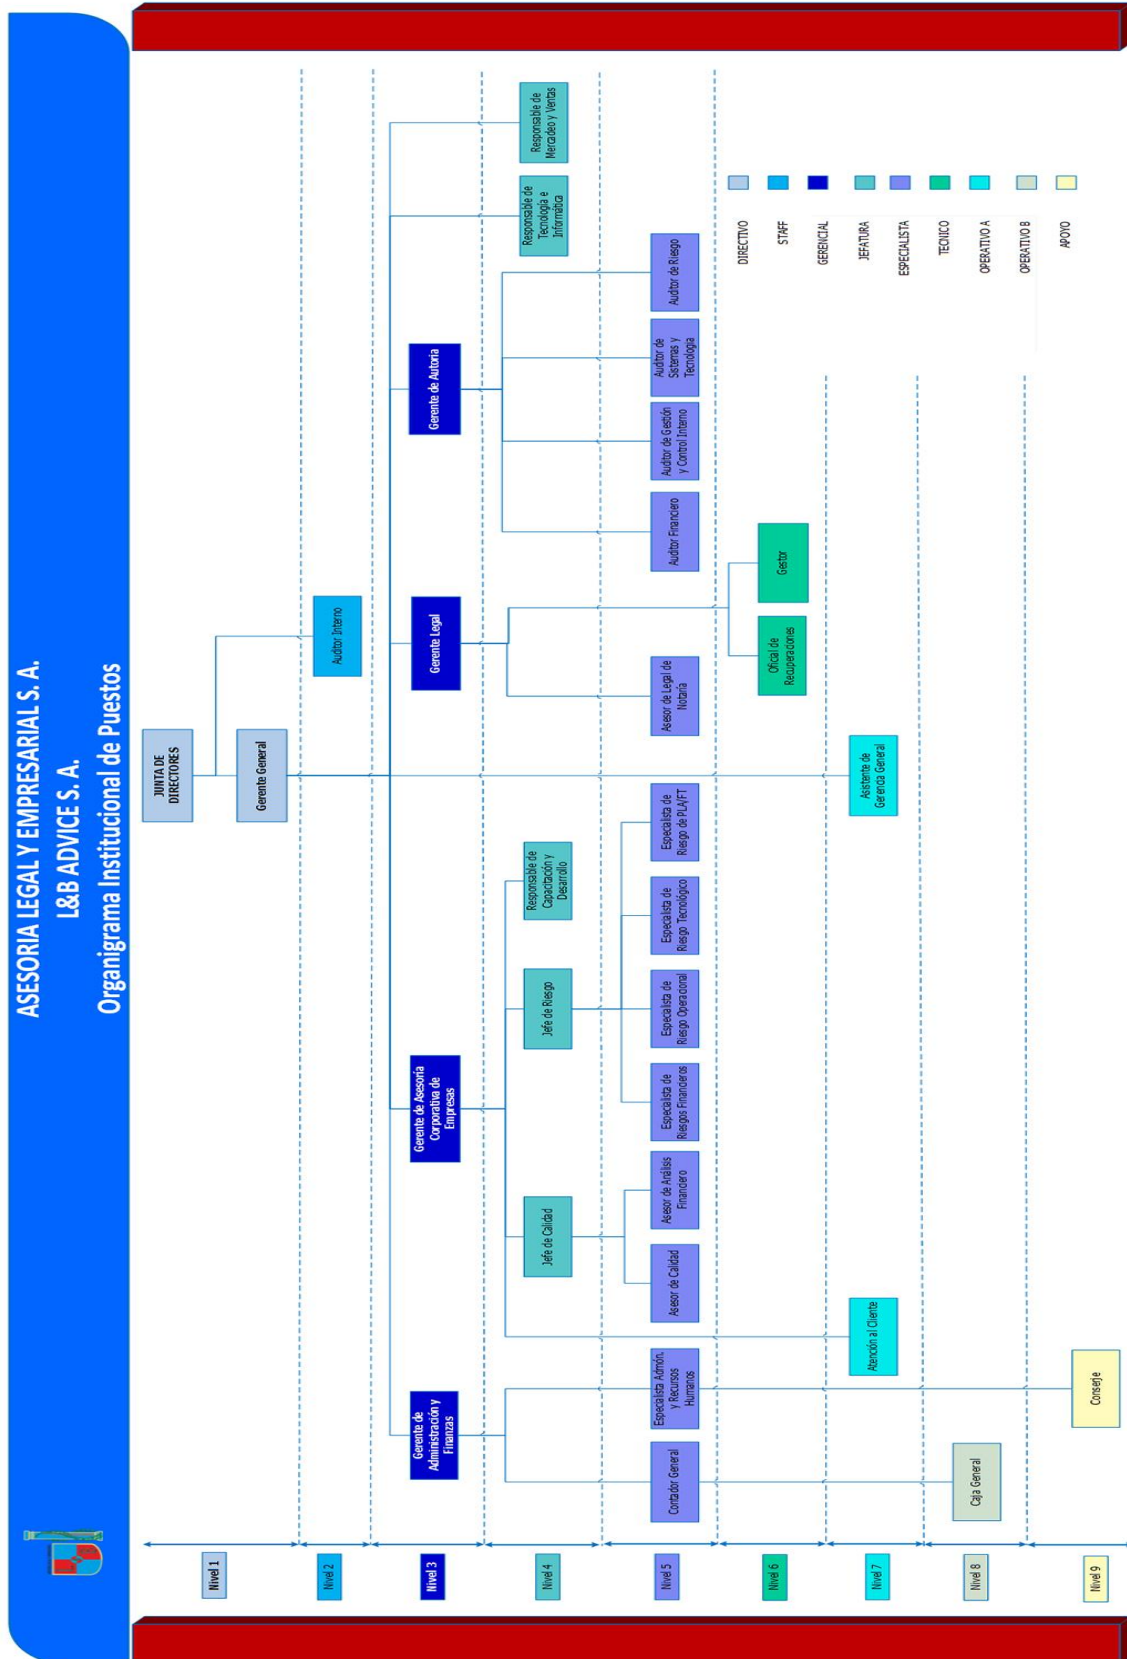 ASESORIA LEGAL Y EMPRESARIAL S. A.
L&B ADVICE S. A.
Organigrama Institucional de Puestos
Nivel 1
JUNTA DE
DIRECTORES
Gerente General
Nivel 2
Auditor Interno
Nivel 3
Gerente de
Administración y
Finanzas
Gerente de Asesoría
Corporativa de
Empresas
Gerente Legal
Gerente de Autoria
Nivel 4
Jefe de Calidad
Jefe de Riesgo
Responsable de
Capacitación y
Desarrollo
Responsable de
Tecnología e
Informática
Responsable de
Mercadeo y Ventas
Nivel 5
Contador General
Especialista Admón.
y Recursos
Humanos
Asesor de Calidad
Asesor de Análisis
Financiero
Especialista de
Riesgos Financieros
Especialista de
Riesgo Operacional
Especialista de
Riesgo Tecnológico
Especialista de
Riesgo de PLA/FT
Asesor de Legal de
Notaría
Auditor Financiero
Auditor de Gestión
y Control Interno
Auditor de
Sistemas y
Tecnología
Auditor de Riesgo
Nivel 6
Oficial de
Recuperaciones
Gestor
Nivel 7
Atención al Cliente
Asistente de
Gerencia General
Nivel 8
Caja General
Nivel 9
Conserje
DIRECTIVO
STAFF
GERENCIAL
JEFATURA
ESPECIALISTA
TECNICO
OPERATIVO A
OPERATIVO B
APOYO